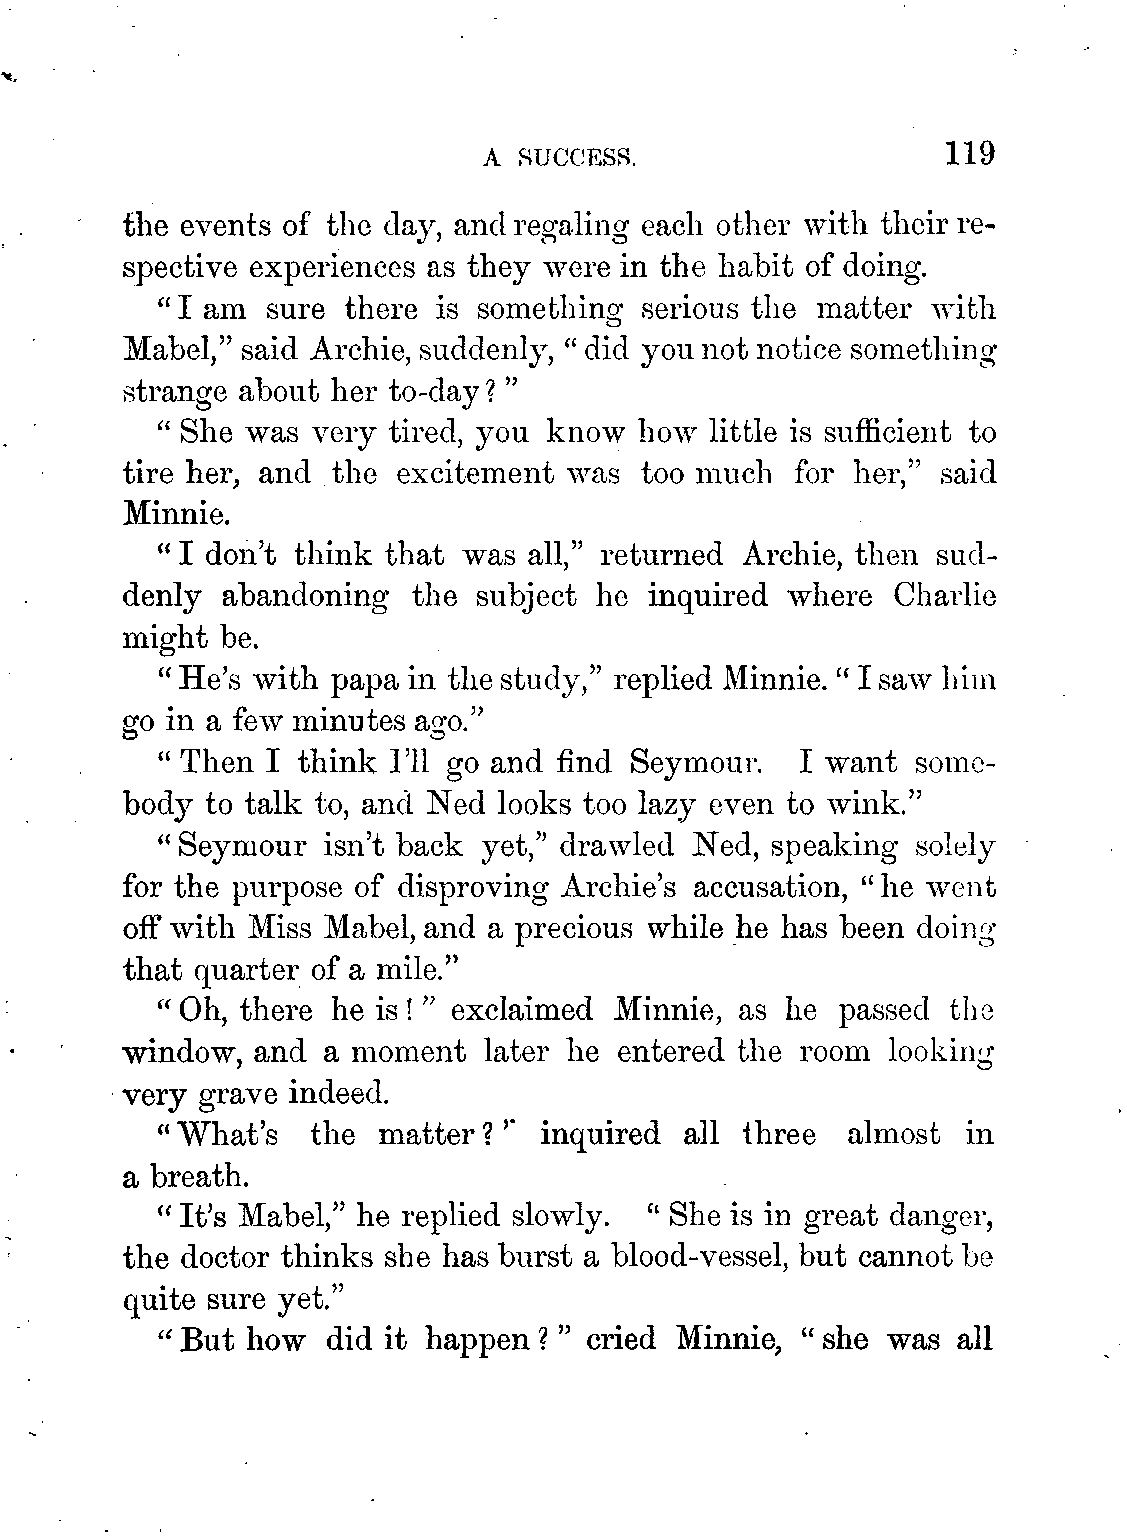 A SUCCESS. 119
the events of the day, and regaling each other with their re-
spective experiences as they were in the habit of doing.
"I am sure there is something serious the matter with
Mabel," said Archie, suddenly, "did you not notice something
strange about her to-day?"
"She was very tired, you know how little is sufficient to
tire her, and the excitement was too much for her," said
Minnie.
"I don't think that was all," returned Archie, then sud-
denly abandoning the subject he inquired where Charlie
might be.
"He's with papa in the study," replied Minnie. "I saw him
go in a few minutes ago."
"Then I think I'll go and find Seymour. I want some-
body to talk to, and Ned looks too lazy even to wink."
"Seymour isn't back yet," drawled Ned, speaking solely
for the purpose of disproving Archie's accusation, "he went
off with Miss Mabel, and a precious while he has been doing
that quarter of a mile."
"Oh, there he is!" exclaimed Minnie, as he passed the
window, and a moment later he entered the room looking
very grave indeed.
"What's the matter?" inquired all three almost in
a breath.
"It's Mabel," he replied slowly. "She is in great danger,
the doctor thinks she has burst a blood-vessel, but cannot be
quite sure yet."
"But how did it happen?" cried Minnie, "she was all